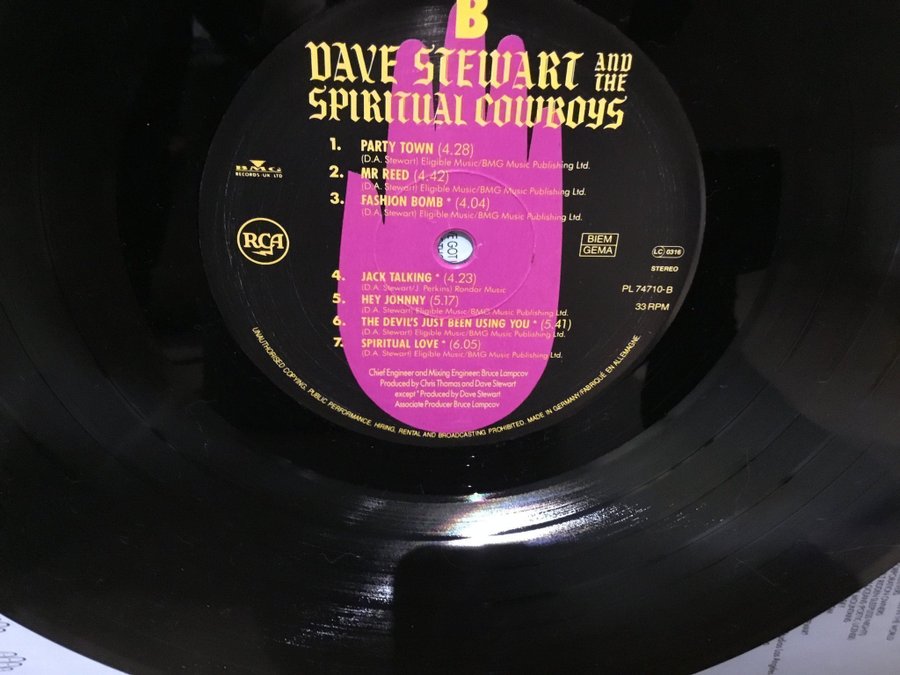 B
DAVE STEWART AND THE
SPIRITUAL COWBOYS
1. PARTY TOWN (4.28)
(D.A. Stewart) Eligible Music/BMG Music Publishing Ltd.
2. MR REED (4.42)
(D.A. Stewart) Eligible Music/BMG Music Publishing Ltd.
3. FASHION BOMB * (4.04)
(D.A. Stewart) Eligible Music/BMG Music Publishing Ltd.
BMG
RECORDS·UK LTD
RCA
BIEM
GEMA
LC 0316
STEREO
PL 74710-B
33 RPM
E GOT
4. JACK TALKING * (4.23)
(D.A. Stewart/J. Perkins) Rondor Music
5. HEY JOHNNY (5.17)
(D.A. Stewart) Eligible Music/BMG Music Publishing Ltd.
6. THE DEVIL'S JUST BEEN USING YOU * (5.41)
(D.A. Stewart) Eligible Music/BMG Music Publishing Ltd.
7. SPIRITUAL LOVE * (6.05)
(D.A. Stewart) Eligible Music/BMG Music Publishing Ltd.
Chief Engineer and Mixing Engineer: Bruce Lampcov
Produced by Chris Thomas and Dave Stewart
except * Produced by Dave Stewart
Associate Producer Bruce Lampcov
UNAUTHORISED COPYING, PUBLIC PERFORMANCE, HIRING, RENTAL AND BROADCASTING PROHIBITED. MADE IN GERMANY/FABRIQUÉ EN ALLEMAGNE